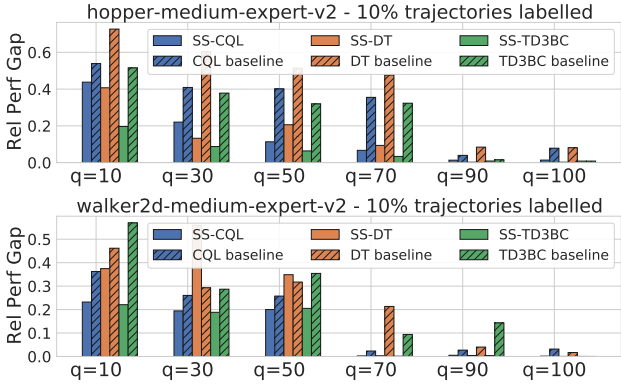 hopper-medium-expert-v2 - 10% trajectories labelled
Rel Perf Gap
0.6
0.4
0.2
0.0
SS-CQL SS-DT SS-TD3BC
CQL baseline DT baseline TD3BC baseline
q=10 q=30 q=50 q=70 q=90 q=100
walker2d-medium-expert-v2 - 10% trajectories labelled
Rel Perf Gap
0.5
0.4
0.3
0.2
0.1
0.0
SS-CQL SS-DT SS-TD3BC
CQL baseline DT baseline TD3BC baseline
q=10 q=30 q=50 q=70 q=90 q=100